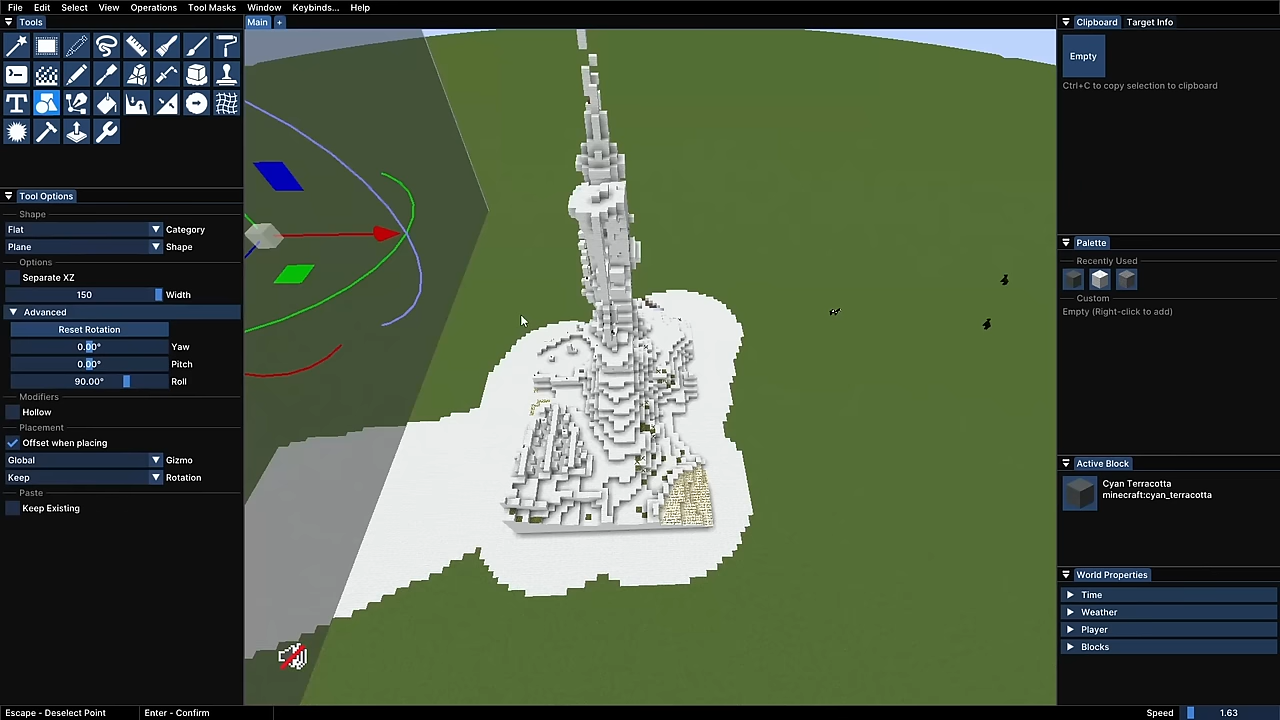 File Edit Select View Operations Tool Masks Window Keybinds... Help
Tools
Main +
Clipboard Target Info
Empty
Ctrl+C to copy selection to clipboard
Tool Options
Shape
Flat Category
Plane Shape
Options
Separate XZ
150 Width
Advanced
Reset Rotation
0.00° Yaw
0.00° Pitch
90.00° Roll
Modifiers
Hollow
Placement
Offset when placing
Global Gizmo
Keep Rotation
Paste
Keep Existing
Palette
Recently Used
Custom
Empty (Right-click to add)
Active Block
Cyan Terracotta
minecraft:cyan_terracotta
World Properties
Time
Weather
Player
Blocks
Escape - Deselect Point Enter - Confirm Speed 1.63